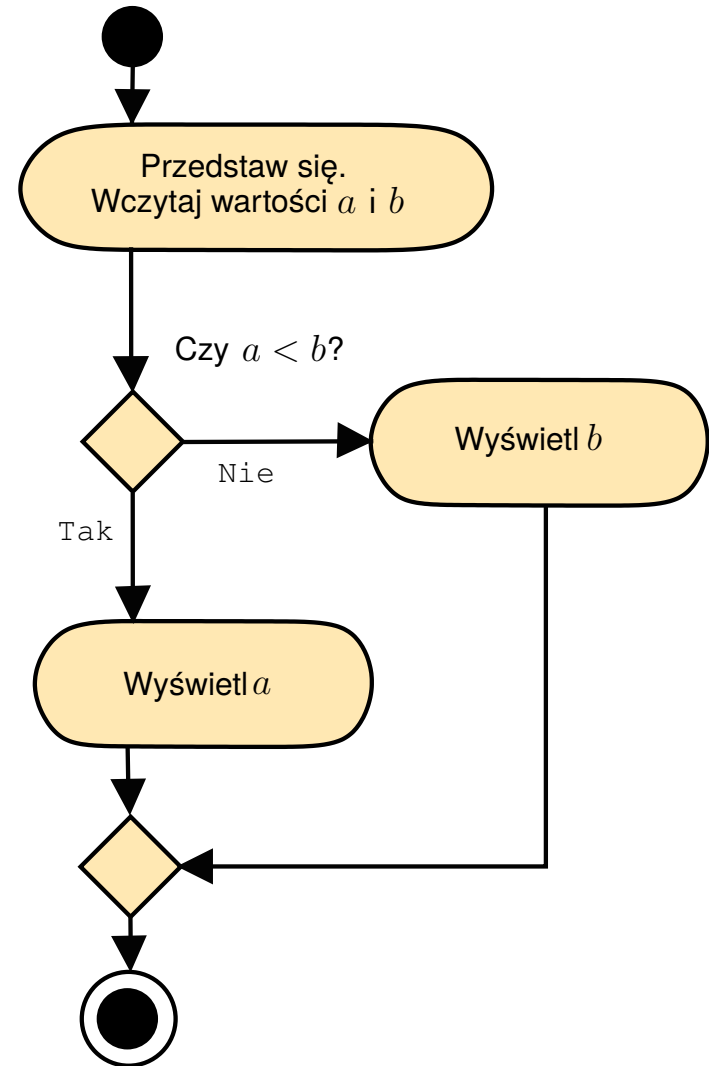 Przedstaw się.
Wczytaj wartości a i b
Czy a < b?
Wyświetl b
Nie
Tak
Wyświetl a